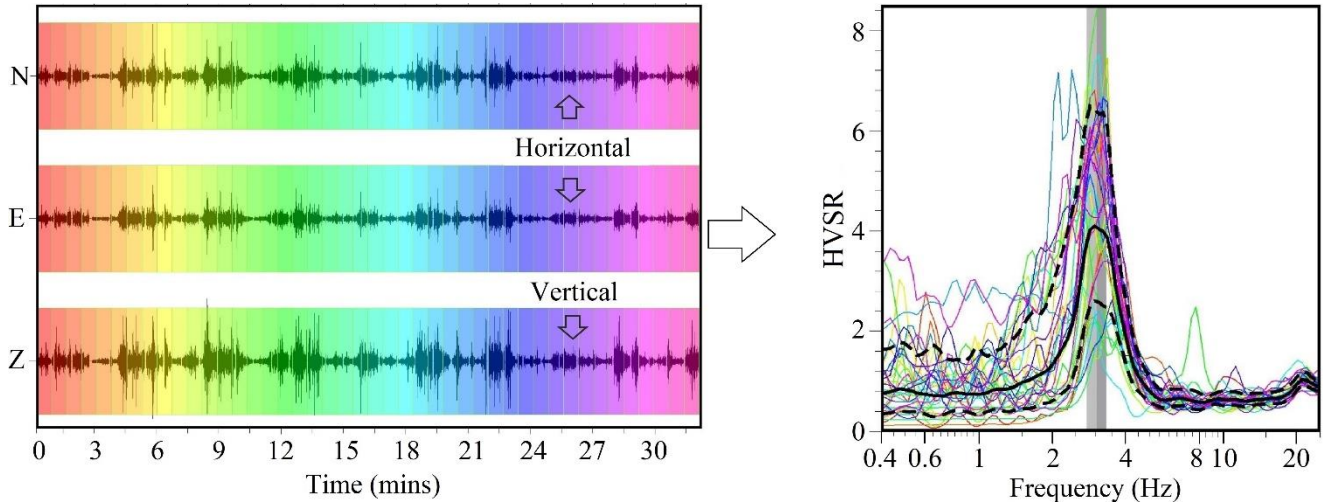 N
Horizontal
E
Vertical
Z
0 3 6 9 12 15 18 21 24 27 30
Time (mins)
HVSR
8
6
4
2
0
0.4 0.6 1 2 4 8 10 20
Frequency (Hz)